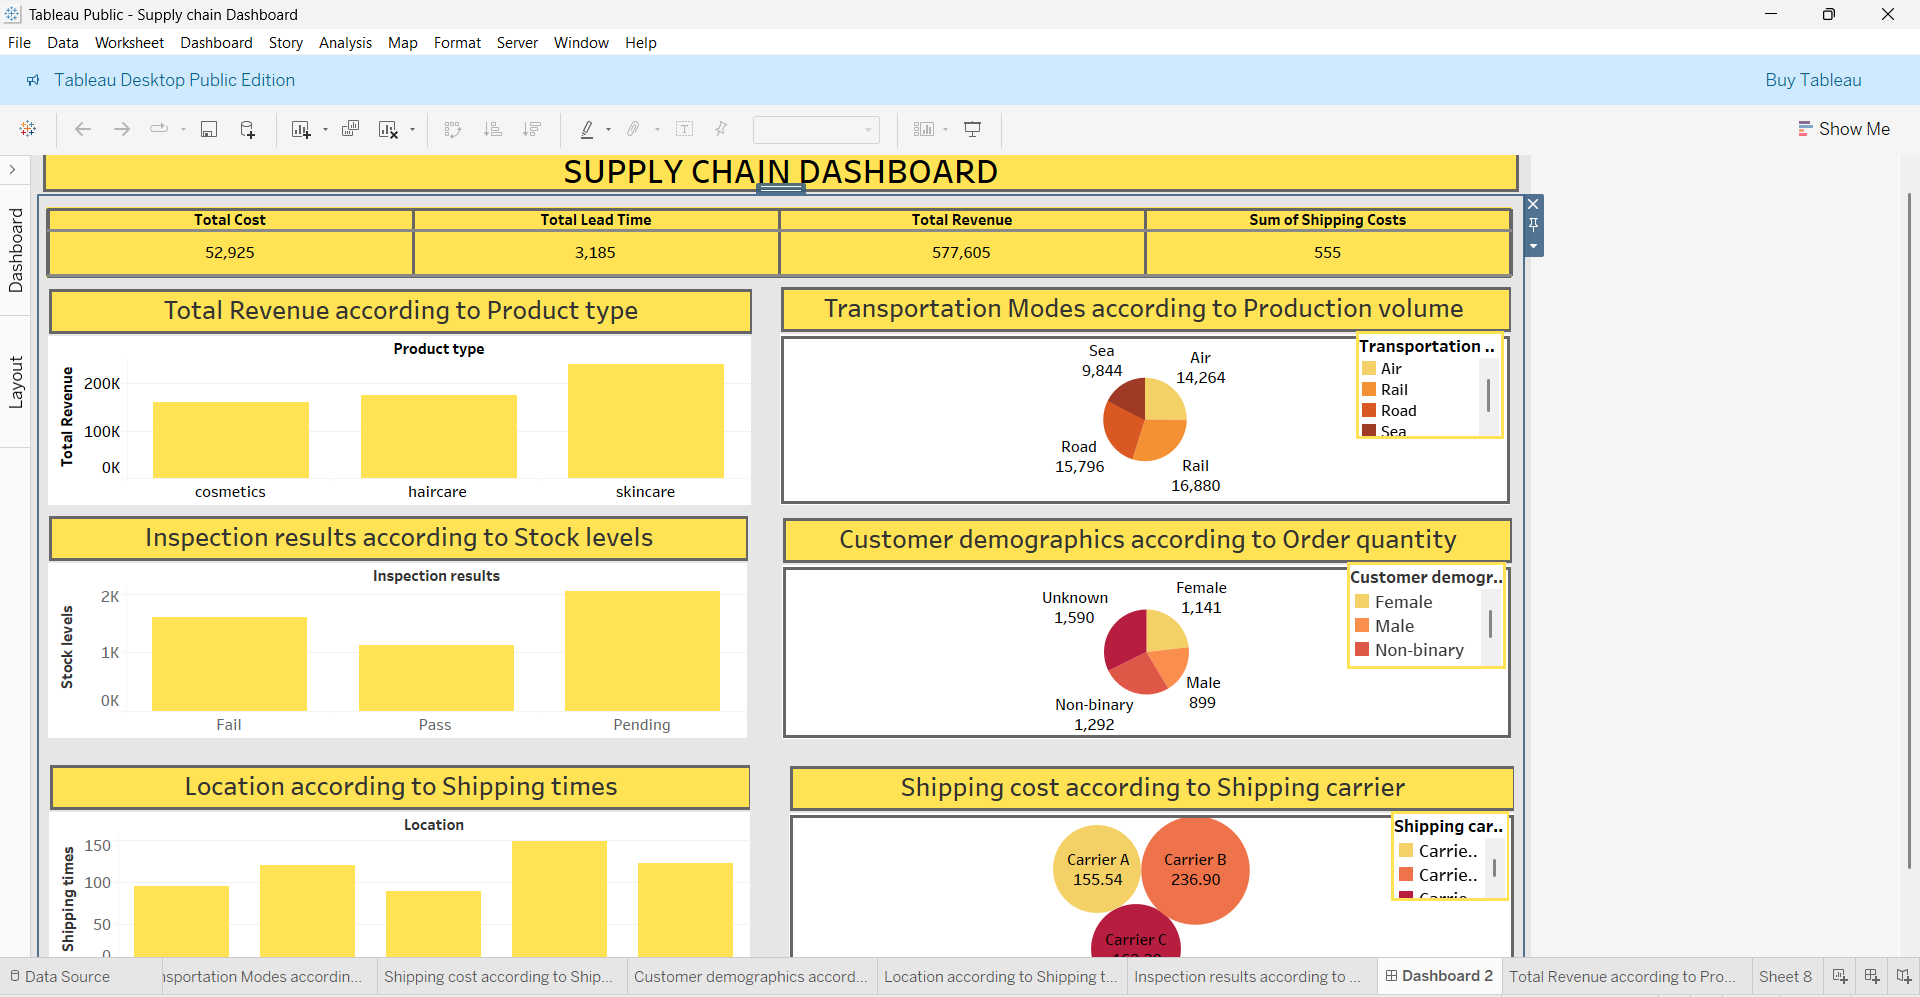 Tableau Public - Supply chain Dashboard
File Data Worksheet Dashboard Story Analysis Map Format Server Window Help
Tableau Desktop Public Edition
Buy Tableau
Show Me
Dashboard
Layout
SUPPLY CHAIN DASHBOARD
Total Cost Total Lead Time Total Revenue Sum of Shipping Costs
52,925 3,185 577,605 555
Total Revenue according to Product type
Product type
Total Revenue
200K
100K
0K
cosmetics haircare skincare
Transportation Modes according to Production volume
Sea
9,844
Air
14,264
Road
15,796
Rail
16,880
Transportation ..
Air
Rail
Road
Sea
Inspection results according to Stock levels
Inspection results
Stock levels
2K
1K
0K
Fail Pass Pending
Customer demographics according to Order quantity
Unknown
1,590
Female
1,141
Male
899
Non-binary
1,292
Customer demogr..
Female
Male
Non-binary
Location according to Shipping times
Location
Shipping times
150
100
50
0
Shipping cost according to Shipping carrier
Carrier A
155.54
Carrier B
236.90
Carrier C
Shipping car..
Carrie..
Carrie..
Carrie..
Data Source
nsportation Modes accordin...
Shipping cost according to Ship...
Customer demographics accord...
Location according to Shipping t...
Inspection results according to ...
Dashboard 2
Total Revenue according to Pro...
Sheet 8